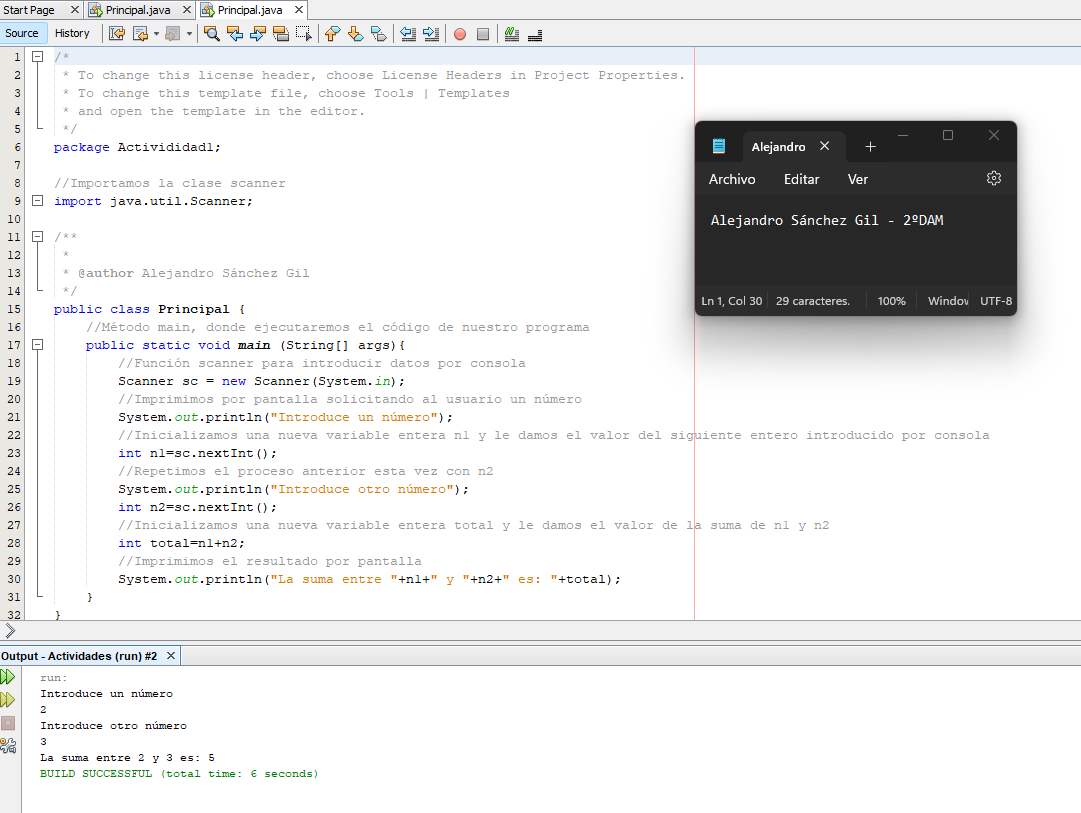 Start Page Principal.java Principal.java
Source History
1 /*
2 * To change this license header, choose License Headers in Project Properties.
3 * To change this template file, choose Tools | Templates
4 * and open the template in the editor.
5 */
6 package Activididad1;
7
8 //Importamos la clase scanner
9 import java.util.Scanner;
10
11 /**
12 *
13 * @author Alejandro Sánchez Gil
14 */
15 public class Principal {
16 //Método main, donde ejecutaremos el código de nuestro programa
17 public static void main (String[] args){
18 //Función scanner para introducir datos por consola
19 Scanner sc = new Scanner(System.in);
20 //Imprimimos por pantalla solicitando al usuario un número
21 System.out.println("Introduce un número");
22 //Inicializamos una nueva variable entera n1 y le damos el valor del siguiente entero introducido por consola
23 int n1=sc.nextInt();
24 //Repetimos el proceso anterior esta vez con n2
25 System.out.println("Introduce otro número");
26 int n2=sc.nextInt();
27 //Inicializamos una nueva variable entera total y le damos el valor de la suma de n1 y n2
28 int total=n1+n2;
29 //Imprimimos el resultado por pantalla
30 System.out.println("La suma entre "+n1+" y "+n2+" es: "+total);
31 }
32 }
Alejandro
Archivo Editar Ver
Alejandro Sánchez Gil - 2ºDAM
Ln 1, Col 30 29 caracteres. 100% Window UTF-8
Output - Actividades (run) #2
run:
Introduce un número
2
Introduce otro número
3
La suma entre 2 y 3 es: 5
BUILD SUCCESSFUL (total time: 6 seconds)